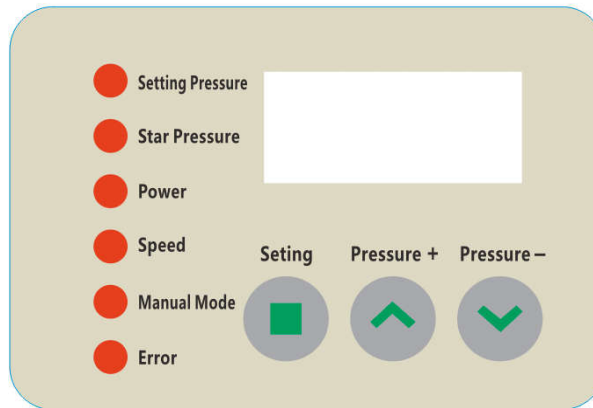 Setting Pressure
Star Pressure
Power
Speed
Manual Mode
Error
Seting
Pressure +
Pressure –